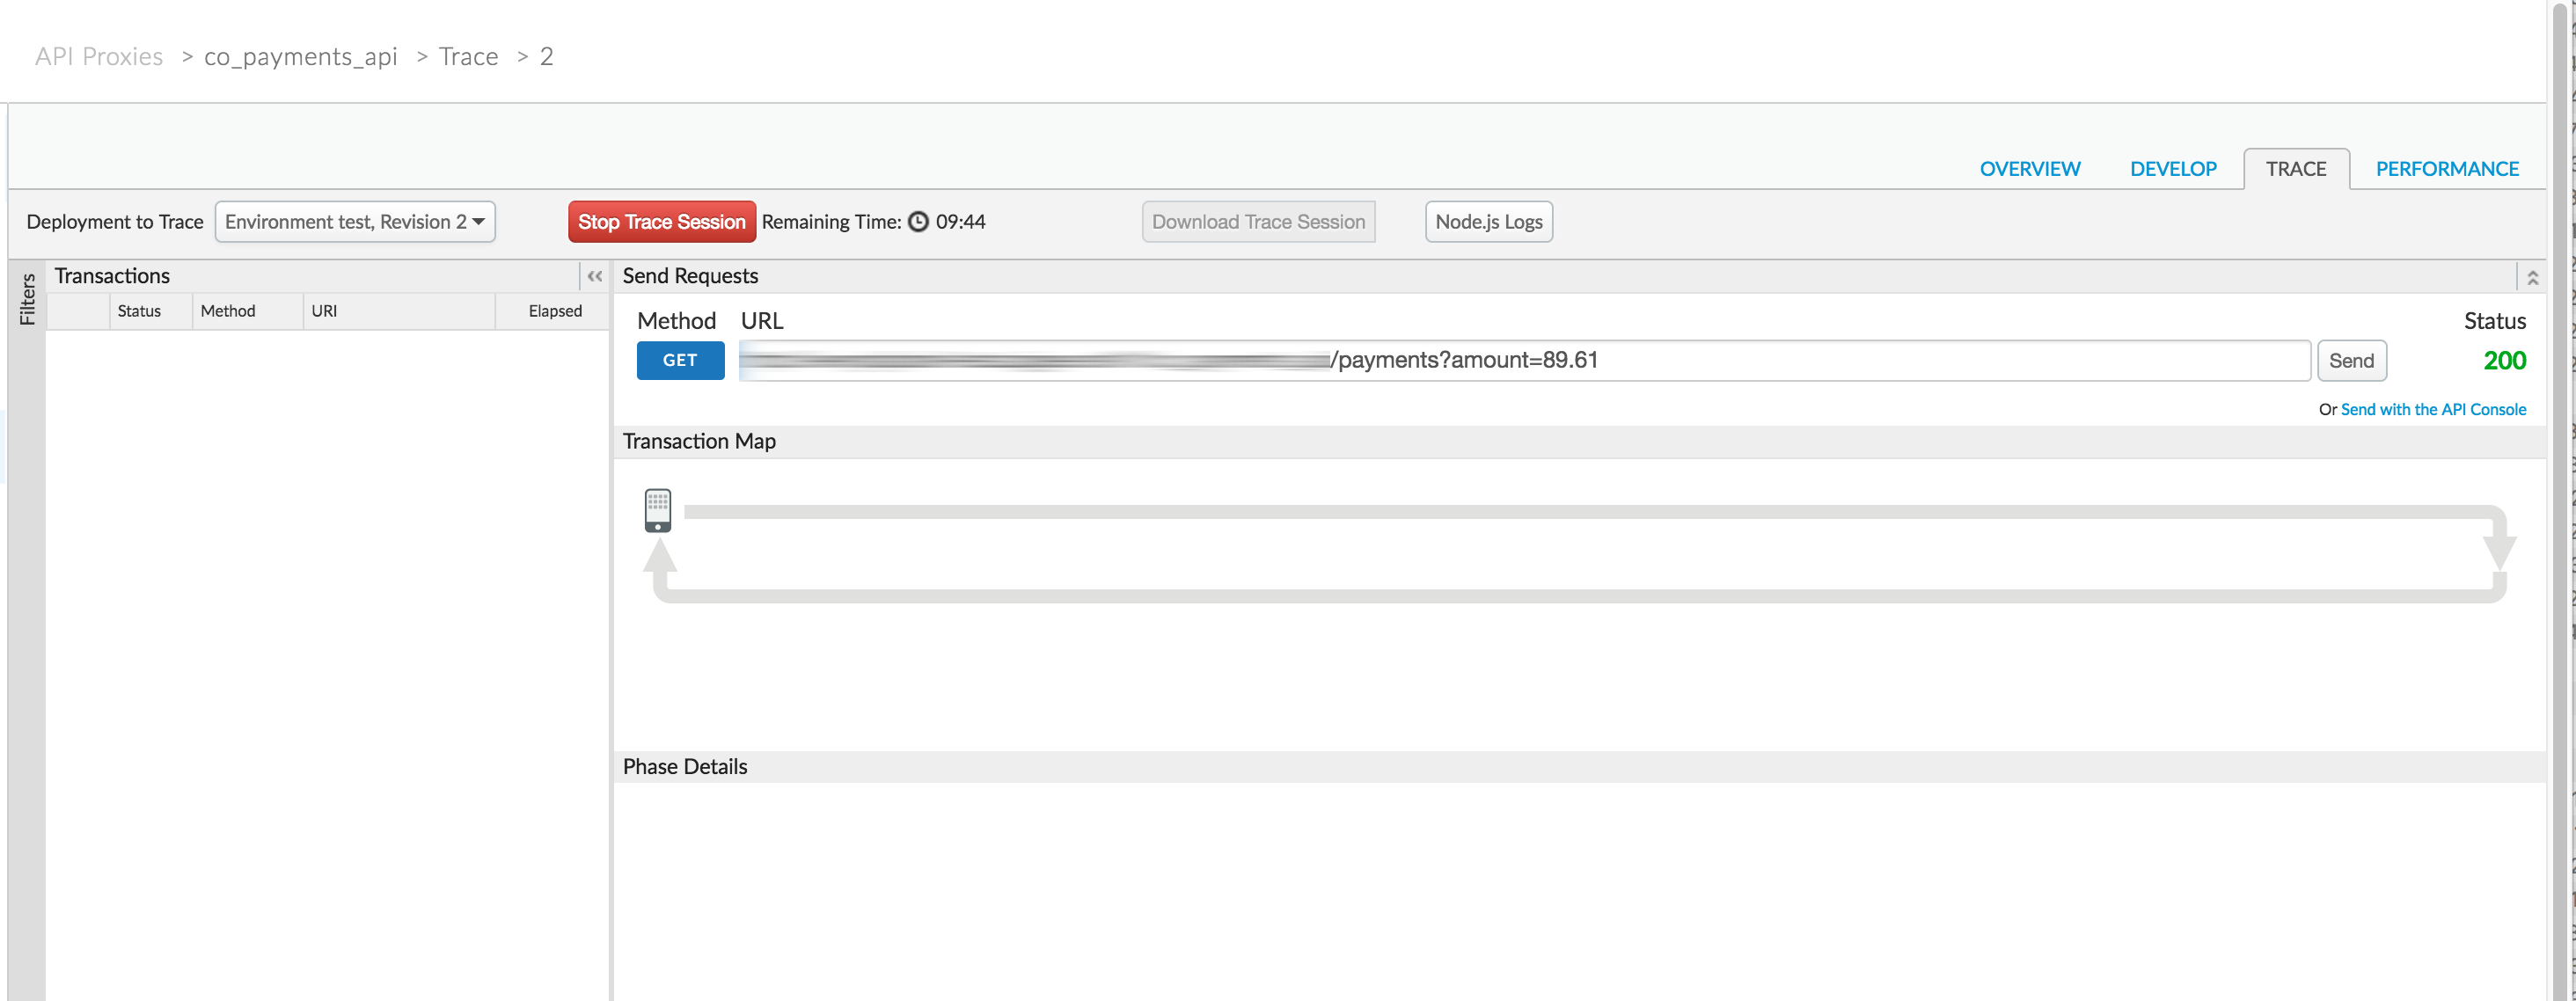 API Proxies > co_payments_api > Trace > 2
OVERVIEW DEVELOP TRACE PERFORMANCE
Deployment to Trace Environment test, Revision 2 Stop Trace Session Remaining Time: 09:44 Download Trace Session Node.js Logs
Filters
Transactions
Status Method URI Elapsed
Send Requests
Method URL Status
GET /payments?amount=89.61 Send 200
Or Send with the API Console
Transaction Map
Phase Details